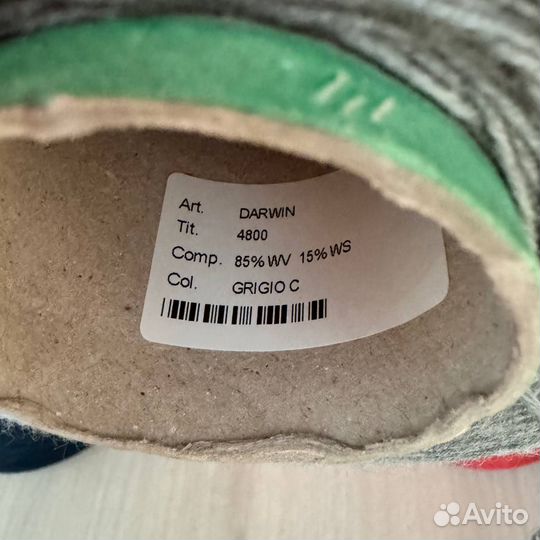 Art. DARWIN
Tit. 4800
Comp. 85% WV 15% WS
Col. GRIGIO C
Avito